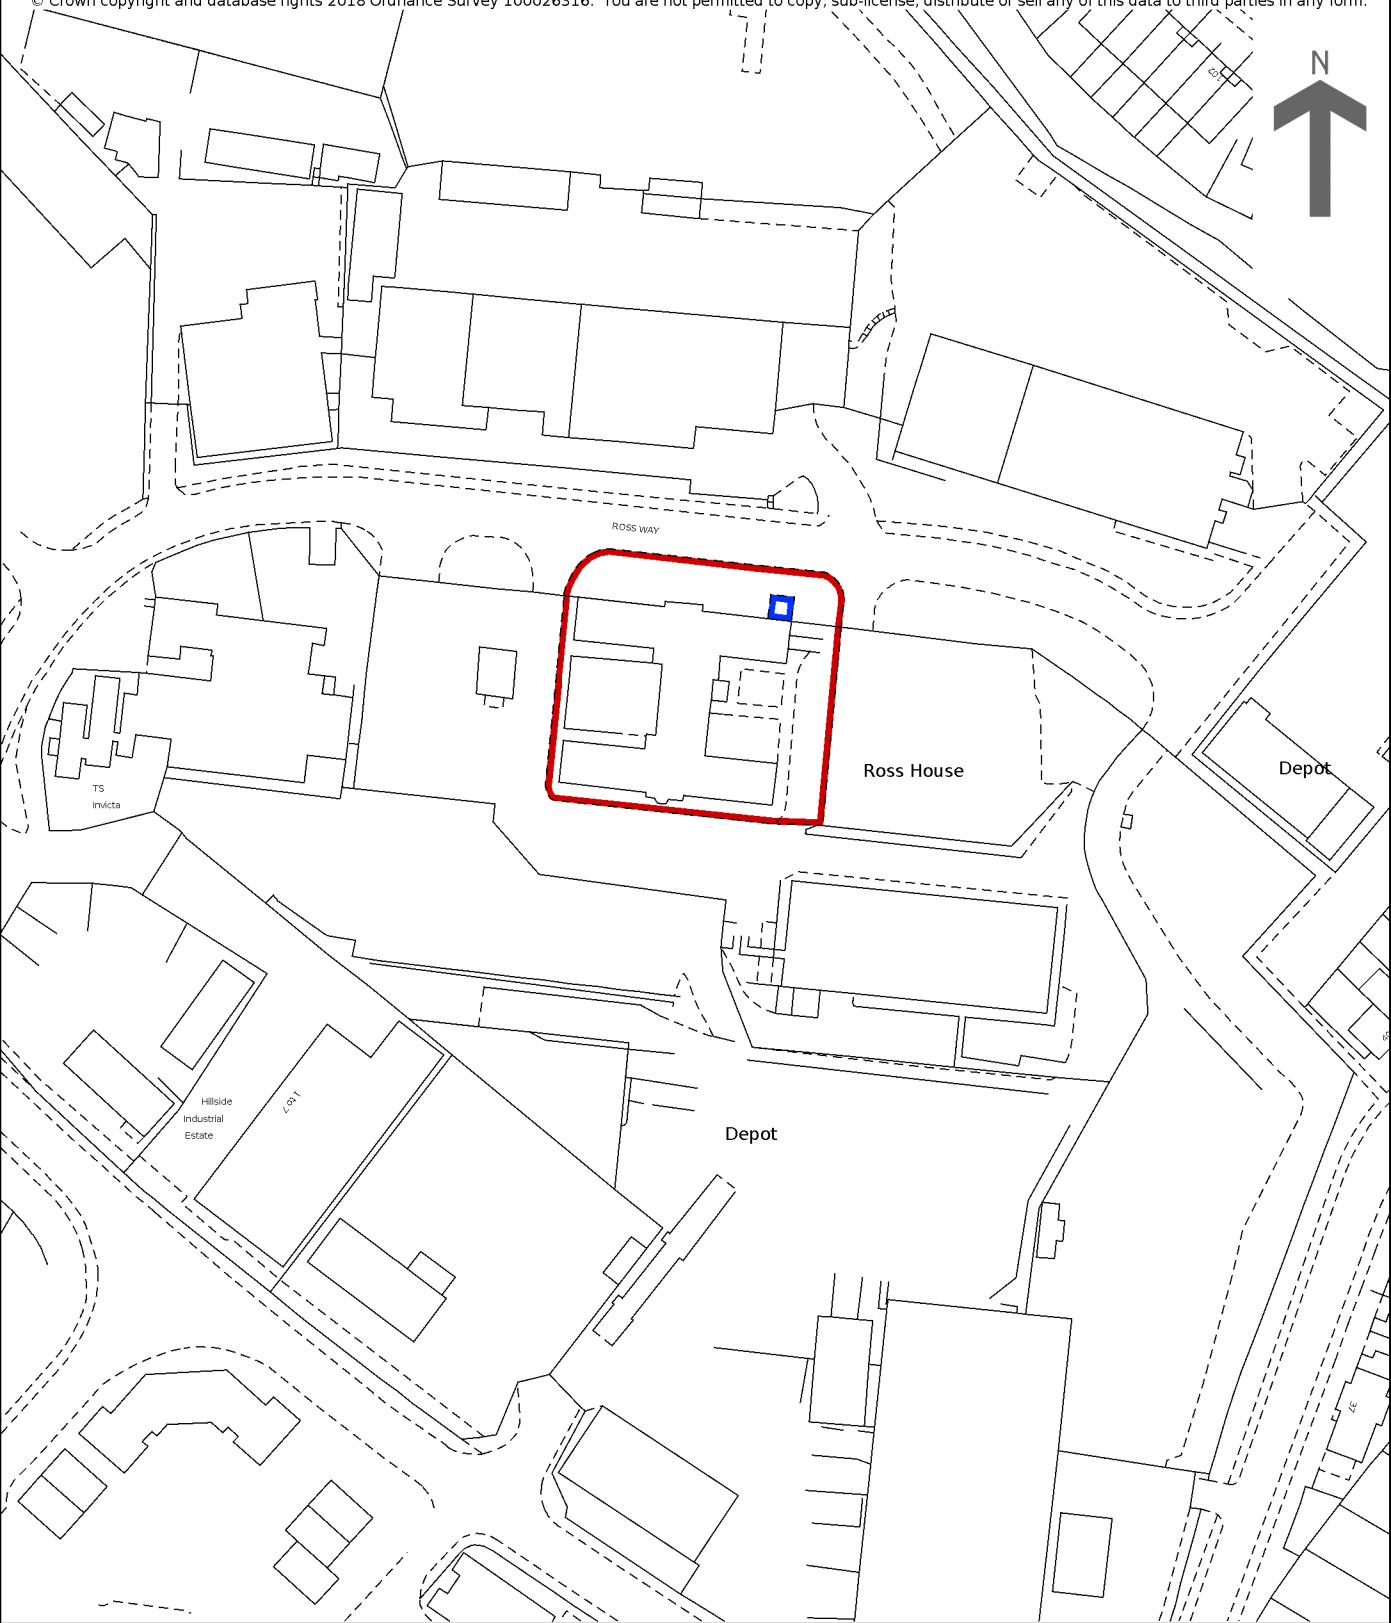 © Crown copyright and database rights 2018 Ordnance Survey 100026316. You are not permitted to copy, sub-license, distribute or sell any of this data to third parties in any form.
N
102
ROSS WAY
Ross House
Depot
TS
Invicta
Hillside
Industrial
Estate
1 to 7
Depot
37